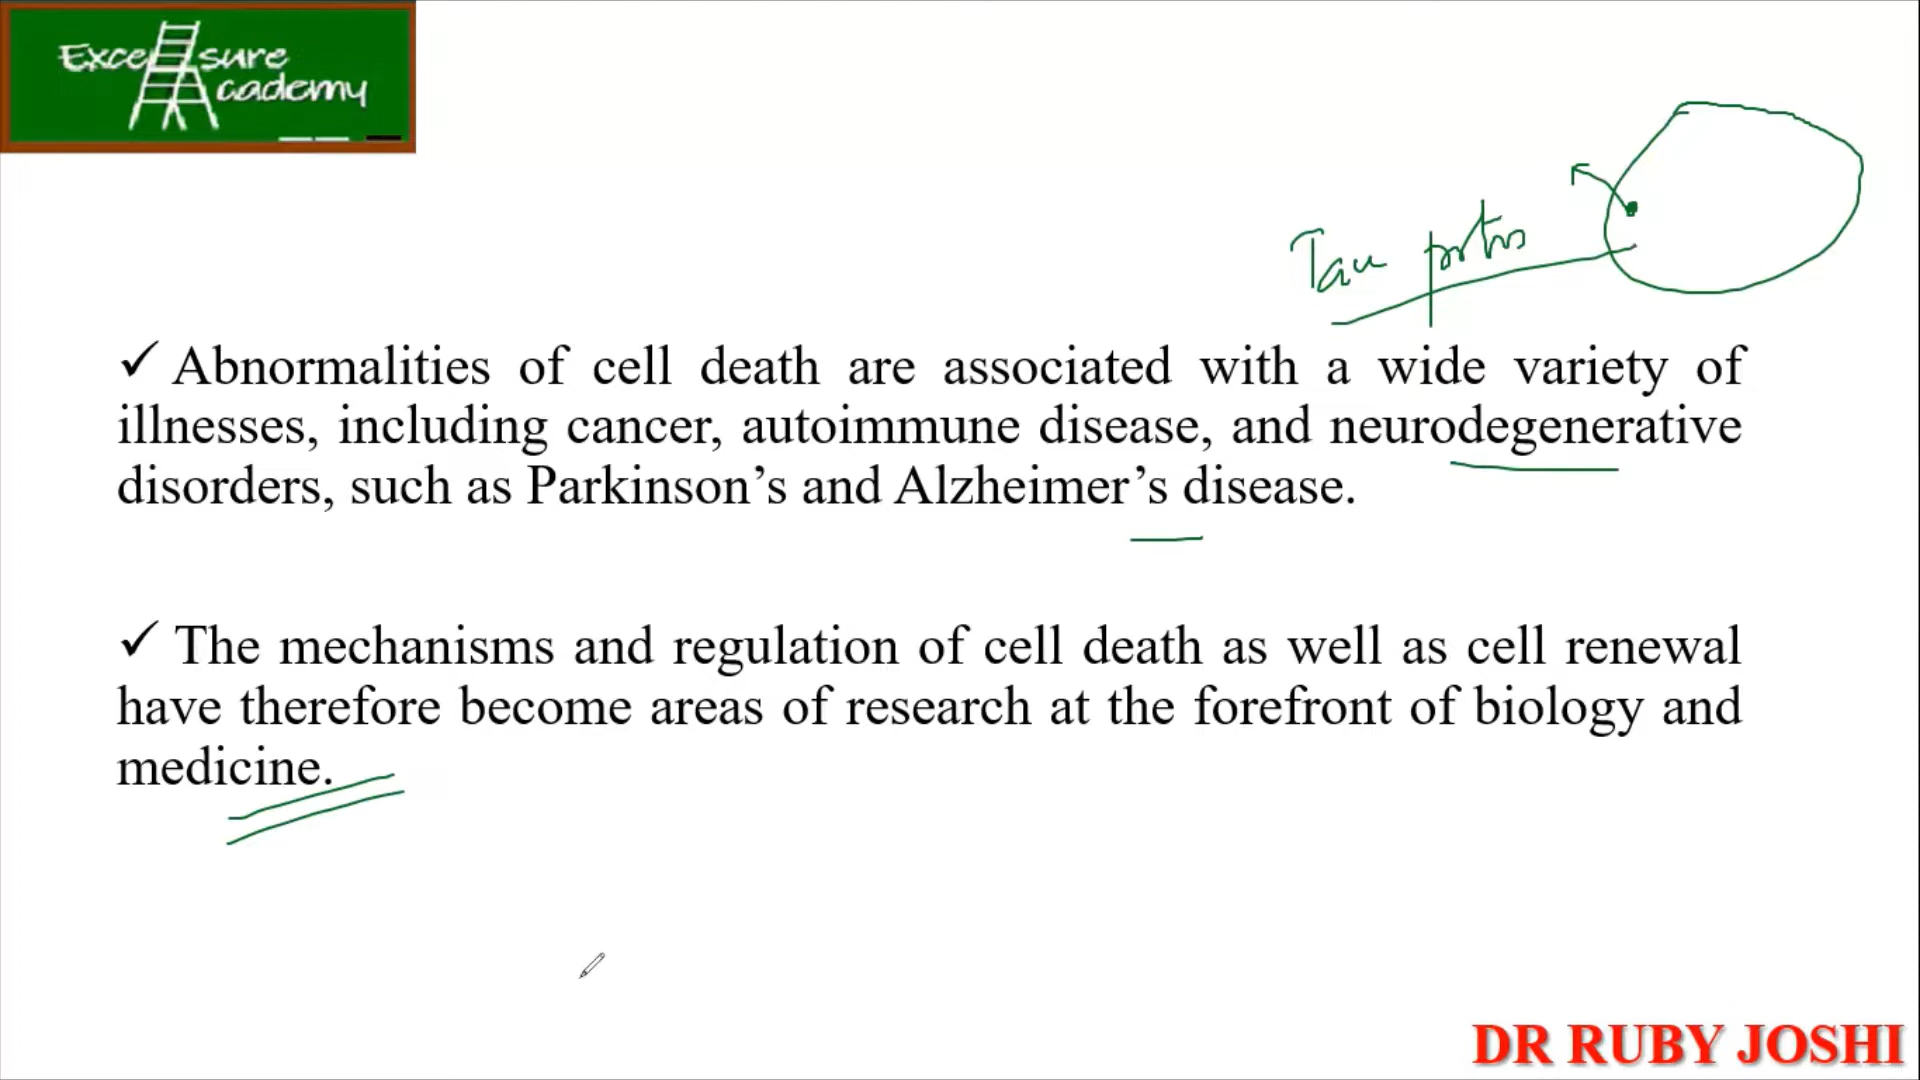 Excel sure
Academy
Tau
✓ Abnormalities of cell death are associated with a wide variety of
illnesses, including cancer, autoimmune disease, and neurodegenerative
disorders, such as Parkinson’s and Alzheimer’s disease.
✓ The mechanisms and regulation of cell death as well as cell renewal
have therefore become areas of research at the forefront of biology and
medicine.
DR RUBY JOSHI